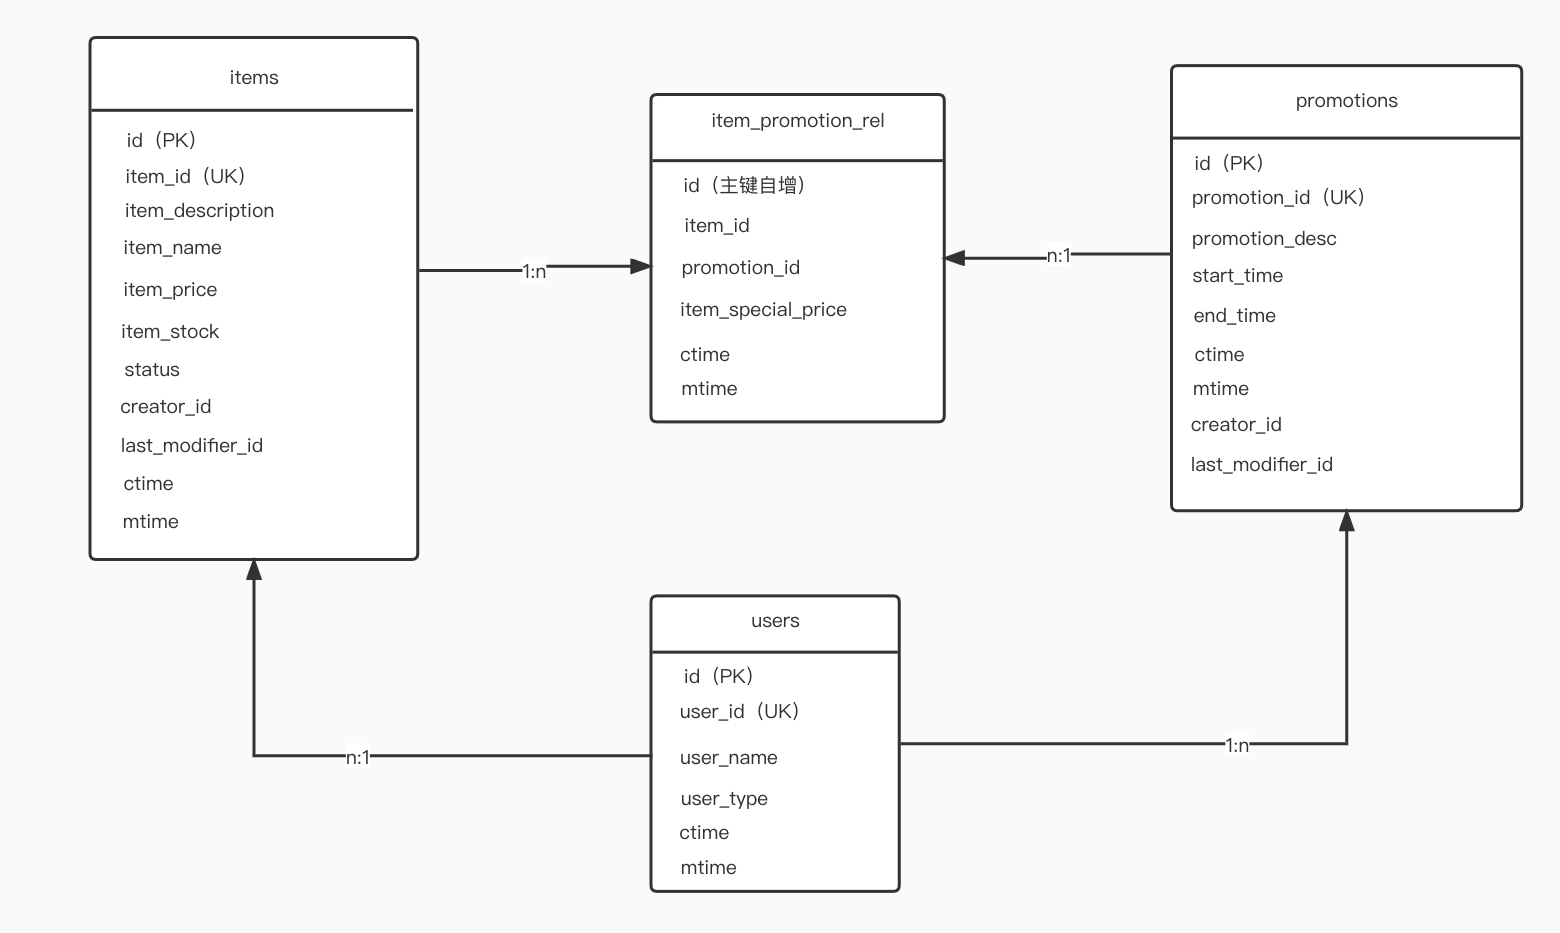 items
id（PK）
item_id（UK）
item_description
item_name
item_price
item_stock
status
creator_id
last_modifier_id
ctime
mtime
1:n
item_promotion_rel
id（主键自增）
item_id
promotion_id
item_special_price
ctime
mtime
n:1
promotions
id（PK）
promotion_id（UK）
promotion_desc
start_time
end_time
ctime
mtime
creator_id
last_modifier_id
n:1
users
id（PK）
user_id（UK）
user_name
user_type
ctime
mtime
1:n